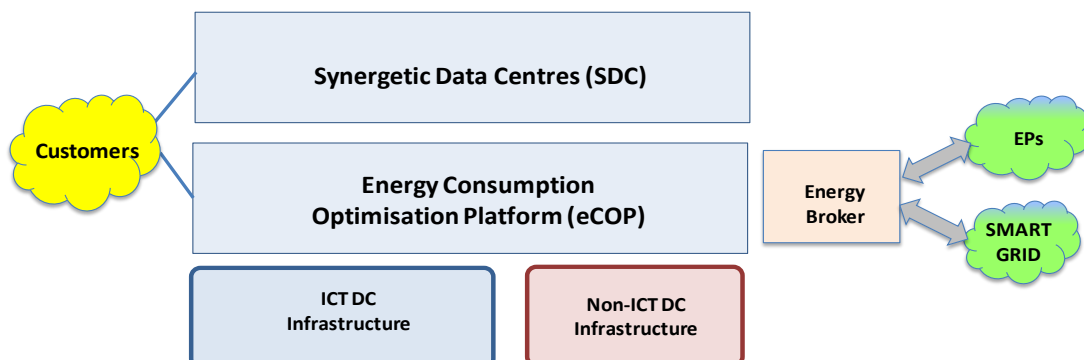 Synergetic Data Centres (SDC)
Customers
Energy Consumption
Optimisation Platform (eCOP)
Energy
Broker
EPs
SMART
GRID
ICT DC
Infrastructure
Non-ICT DC
Infrastructure